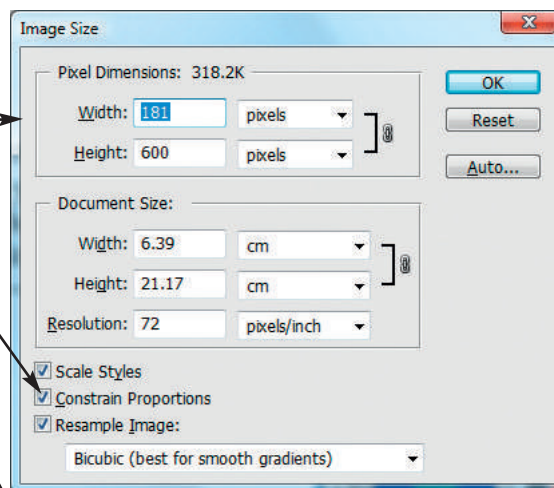 Image Size
Pixel Dimensions: 318.2K
Width: 181 pixels
Height: 600 pixels
Document Size:
Width: 6.39 cm
Height: 21.17 cm
Resolution: 72 pixels/inch
Scale Styles
Constrain Proportions
Resample Image:
Bicubic (best for smooth gradients)
OK
Reset
Auto...